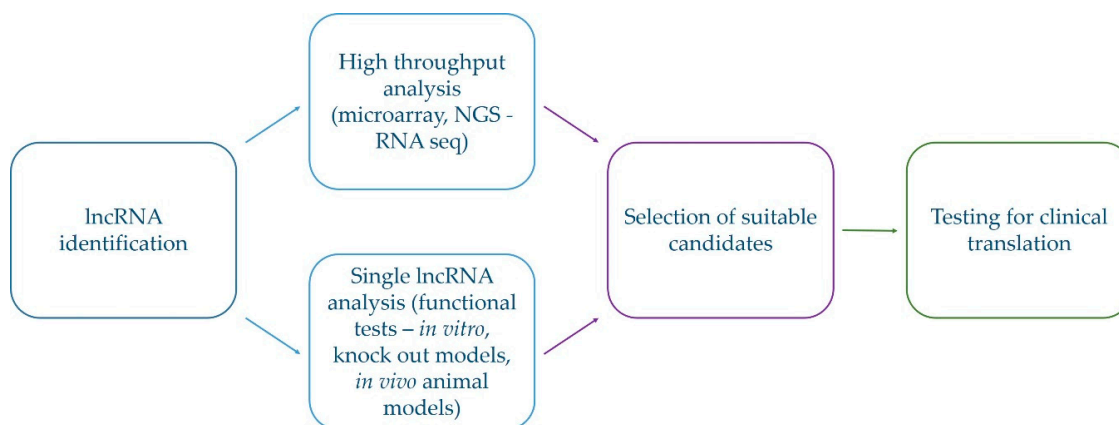 lncRNA
identification
High throughput
analysis
(microarray, NGS -
RNA seq)
Single lncRNA
analysis (functional
tests – in vitro,
knock out models,
in vivo animal
models)
Selection of suitable
candidates
Testing for clinical
translation